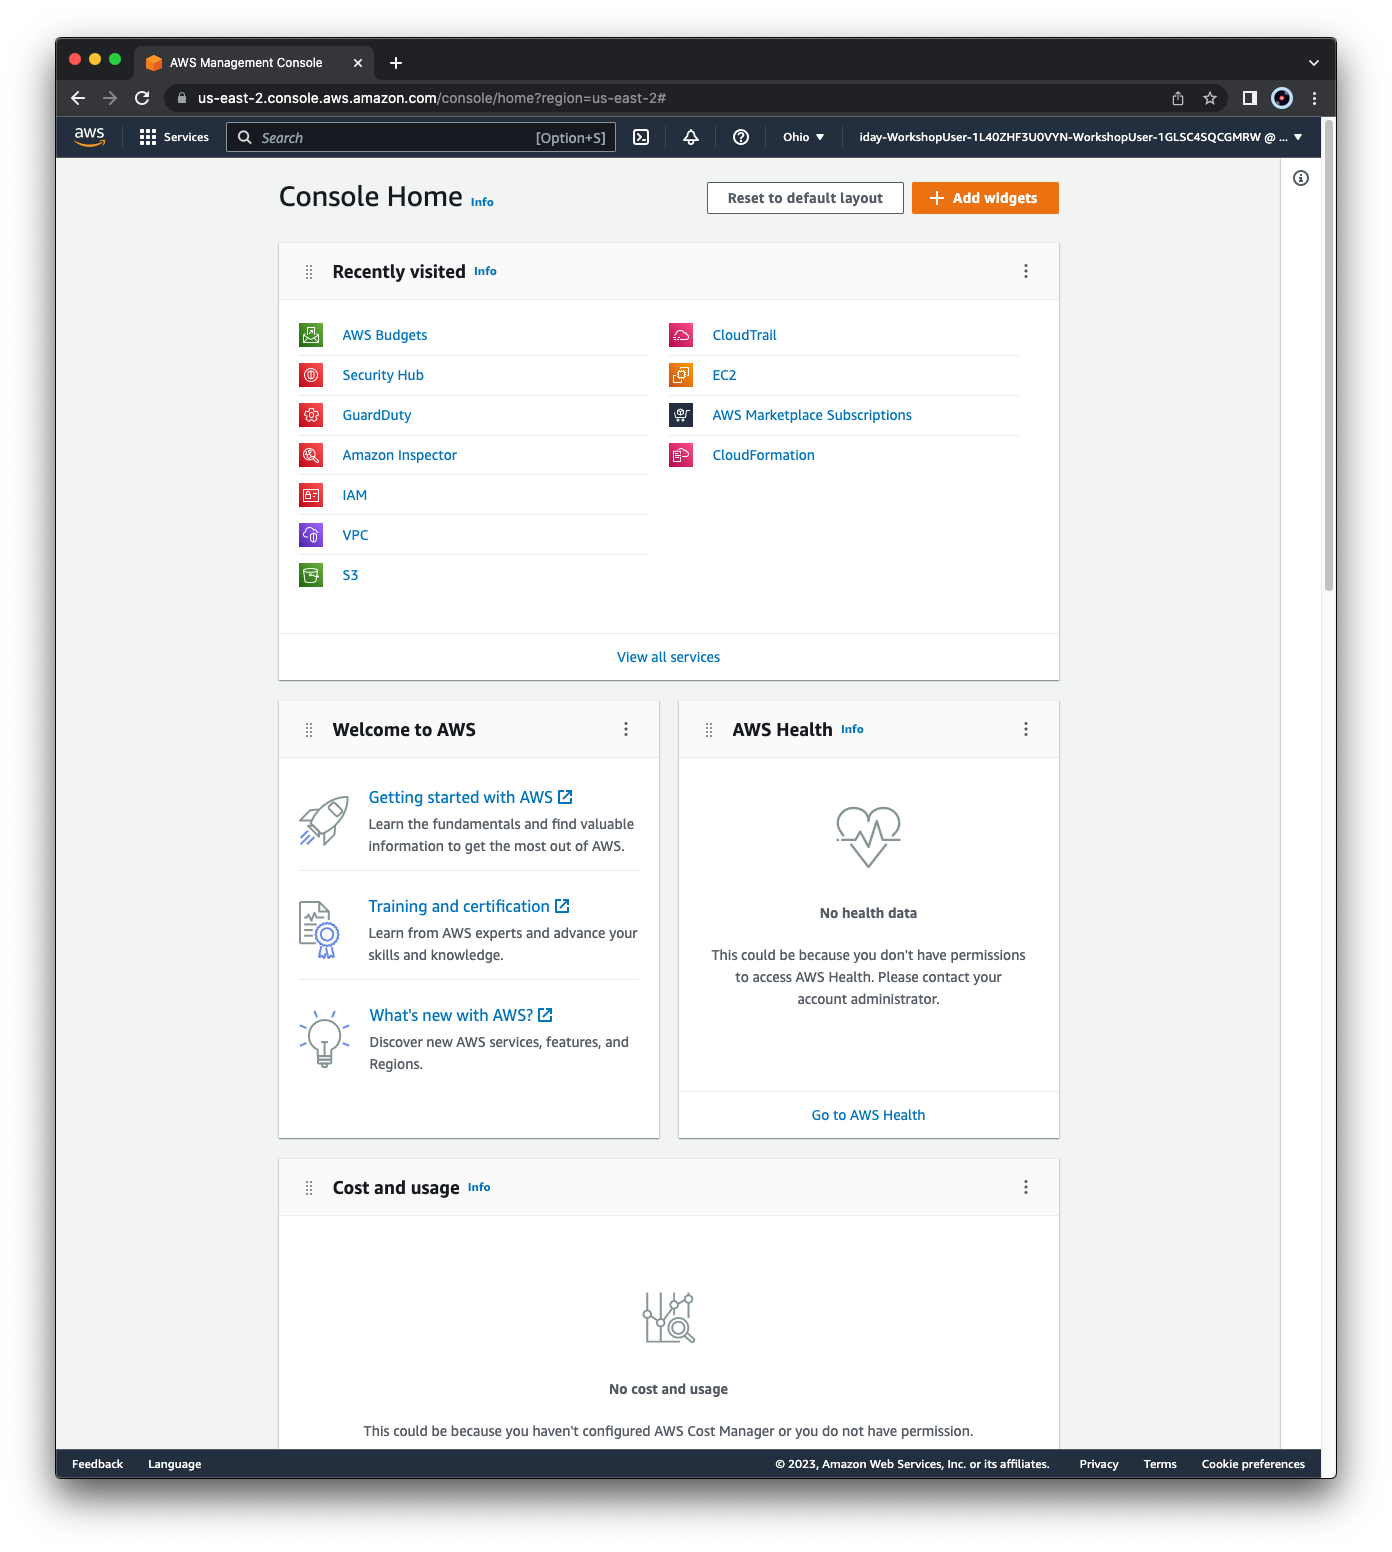 AWS Management Console
us-east-2.console.aws.amazon.com/console/home?region=us-east-2#
aws
Services
Search
[Option+S]
Ohio
iday-WorkshopUser-1L40ZHF3U0VYN-WorkshopUser-1GLSC4SQCGMRW @ ...
Console Home Info
Reset to default layout
Add widgets
Recently visited Info
AWS Budgets
Security Hub
GuardDuty
Amazon Inspector
IAM
VPC
S3
CloudTrail
EC2
AWS Marketplace Subscriptions
CloudFormation
View all services
Welcome to AWS
Getting started with AWS
Learn the fundamentals and find valuable
information to get the most out of AWS.
Training and certification
Learn from AWS experts and advance your
skills and knowledge.
What's new with AWS?
Discover new AWS services, features, and
Regions.
AWS Health Info
No health data
This could be because you don't have permissions
to access AWS Health. Please contact your
account administrator.
Go to AWS Health
Cost and usage Info
No cost and usage
This could be because you haven't configured AWS Cost Manager or you do not have permission.
Feedback
Language
© 2023, Amazon Web Services, Inc. or its affiliates.
Privacy
Terms
Cookie preferences